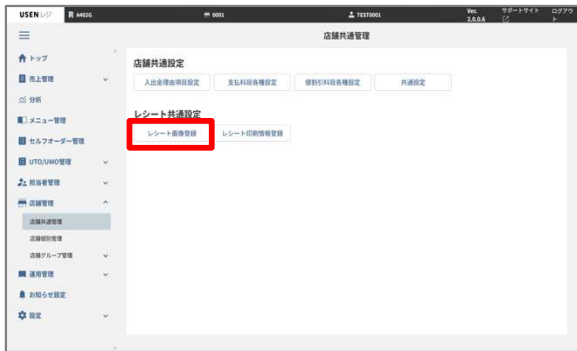 USEN レジ A402G 0001 TEST0001 Ver. 2.0.0.6 サポートサイト ログアウト
店舗共通管理
トップ
売上管理
分析
メニュー管理
セルフオーダー管理
UTO/UMO管理
担当者管理
店舗管理
店舗共通管理
店舗個別管理
店舗グループ管理
運用管理
お知らせ設定
設定
店舗共通設定
入出金理由項目設定 支払科目各種設定 値割引科目各種設定 共通設定
レシート共通設定
レシート画像登録 レシート印刷情報登録